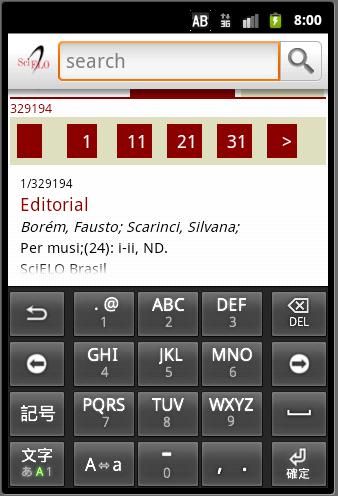 AB 3G 8:00
SciELO search
329194
1 11 21 31 >
1/329194
Editorial
Borém, Fausto; Scarinci, Silvana;
Per musi;(24): i-ii, ND.
SciELO Brasil
. @ ABC DEF
1 2 3 DEL
GHI JKL MNO
4 5 6
記号 PQRS TUV WXYZ
7 8 9
文字 A⇔a - , .
あA1 0 確定